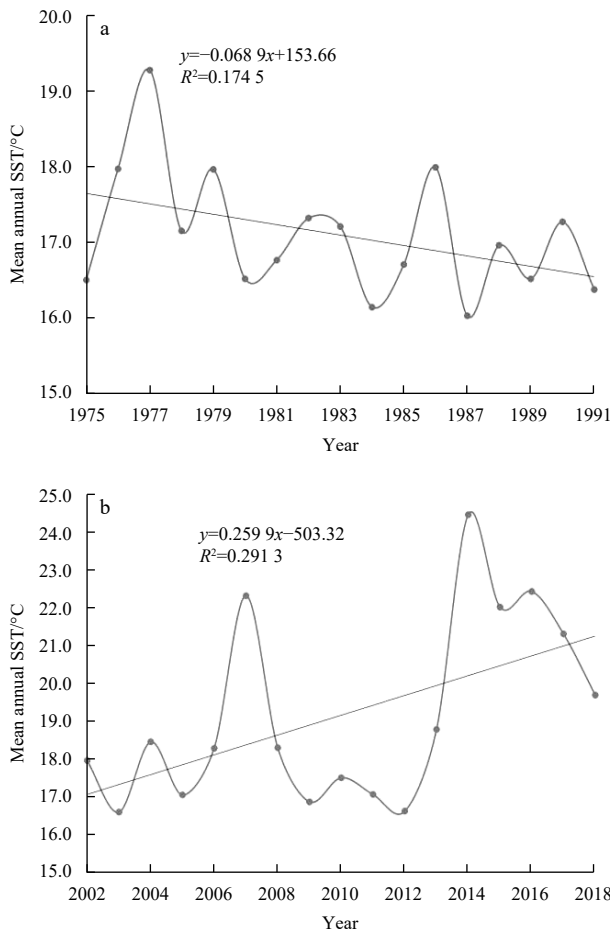 a
20.0
y=−0.068 9x+153.66
R²=0.174 5
19.0
18.0
17.0
16.0
15.0
Mean annual SST/°C
1975 1977 1979 1981 1983 1985 1987 1989 1991
Year
b
25.0
y=0.259 9x−503.32
R²=0.291 3
24.0
23.0
22.0
21.0
20.0
19.0
18.0
17.0
16.0
15.0
Mean annual SST/°C
2002 2004 2006 2008 2010 2012 2014 2016 2018
Year